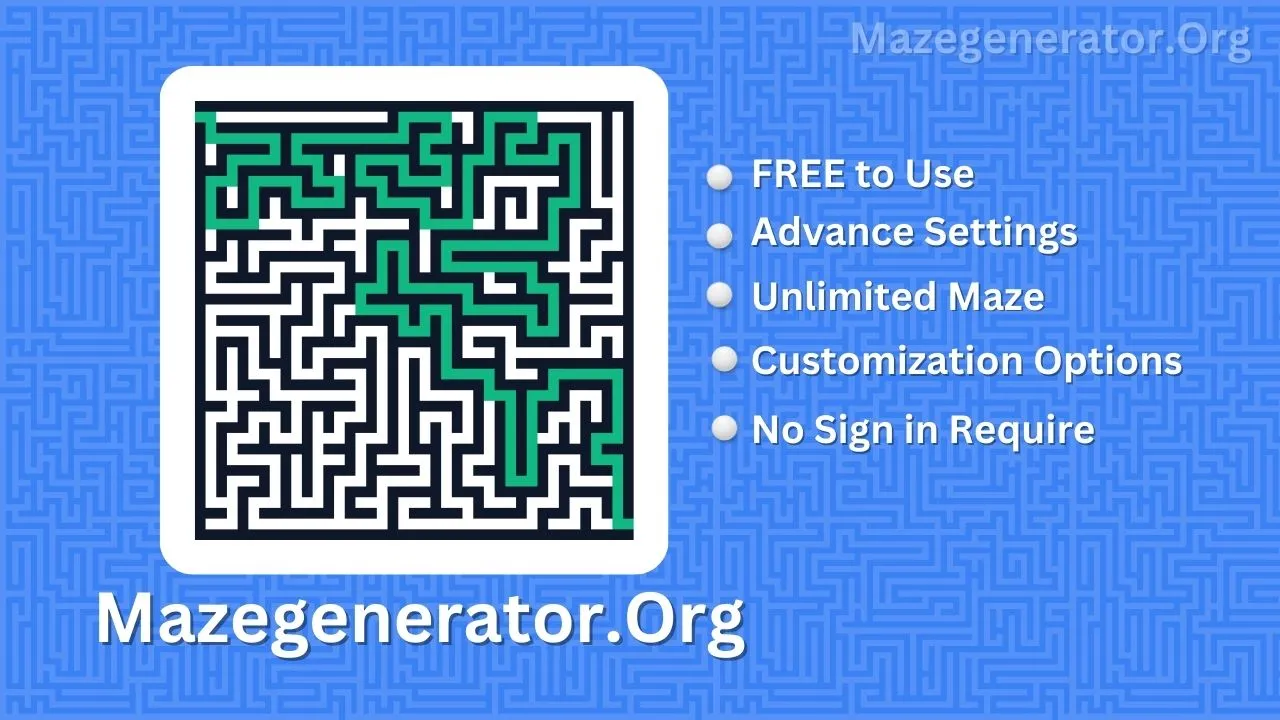 Mazegenerator.Org
FREE to Use
Advance Settings
Unlimited Maze
Customization Options
No Sign in Require
Mazegenerator.Org